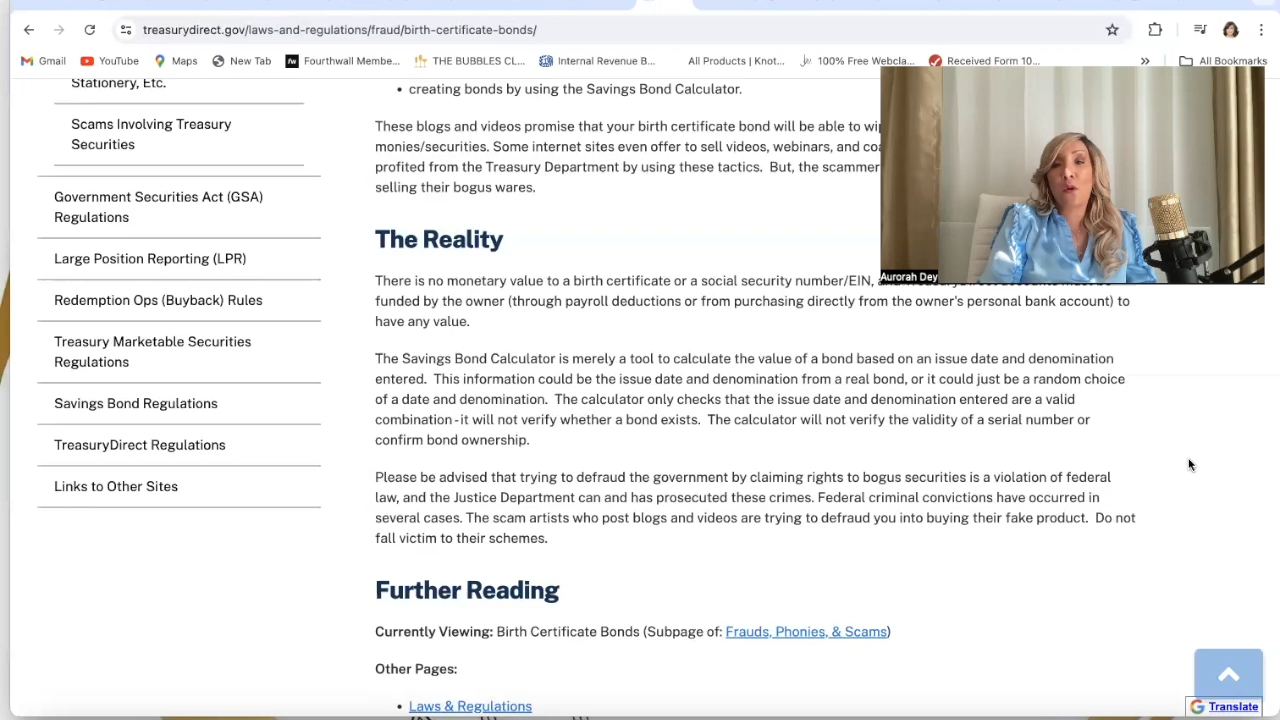 treasurydirect.gov/laws-and-regulations/fraud/birth-certificate-bonds/
Gmail
YouTube
Maps
New Tab
Fourthwall Membe...
THE BUBBLES CL...
Internal Revenue B...
All Products | Knot...
100% Free Webcla...
Received Form 10...
»
All Bookmarks
Stationery, Etc.
Scams Involving Treasury
Securities
Government Securities Act (GSA)
Regulations
Large Position Reporting (LPR)
Redemption Ops (Buyback) Rules
Treasury Marketable Securities
Regulations
Savings Bond Regulations
TreasuryDirect Regulations
Links to Other Sites
• creating bonds by using the Savings Bond Calculator.
These blogs and videos promise that your birth certificate bond will be able to
monies/securities. Some internet sites even offer to sell videos, webinars, and
profited from the Treasury Department by using these tactics. But, the
selling their bogus wares.
The Reality
There is no monetary value to a birth certificate or a social security number/EIN,
funded by the owner (through payroll deductions or from purchasing directly from the owner's personal bank account) to
have any value.
The Savings Bond Calculator is merely a tool to calculate the value of a bond based on an issue date and denomination
entered. This information could be the issue date and denomination from a real bond, or it could just be a random choice
of a date and denomination. The calculator only checks that the issue date and denomination entered are a valid
combination - it will not verify whether a bond exists. The calculator will not verify the validity of a serial number or
confirm bond ownership.
Please be advised that trying to defraud the government by claiming rights to bogus securities is a violation of federal
law, and the Justice Department can and has prosecuted these crimes. Federal criminal convictions have occurred in
several cases. The scam artists who post blogs and videos are trying to defraud you into buying their fake product. Do not
fall victim to their schemes.
Further Reading
Currently Viewing: Birth Certificate Bonds (Subpage of: Frauds, Phonies, & Scams)
Other Pages:
• Laws & Regulations
Aurorah Dey
Translate